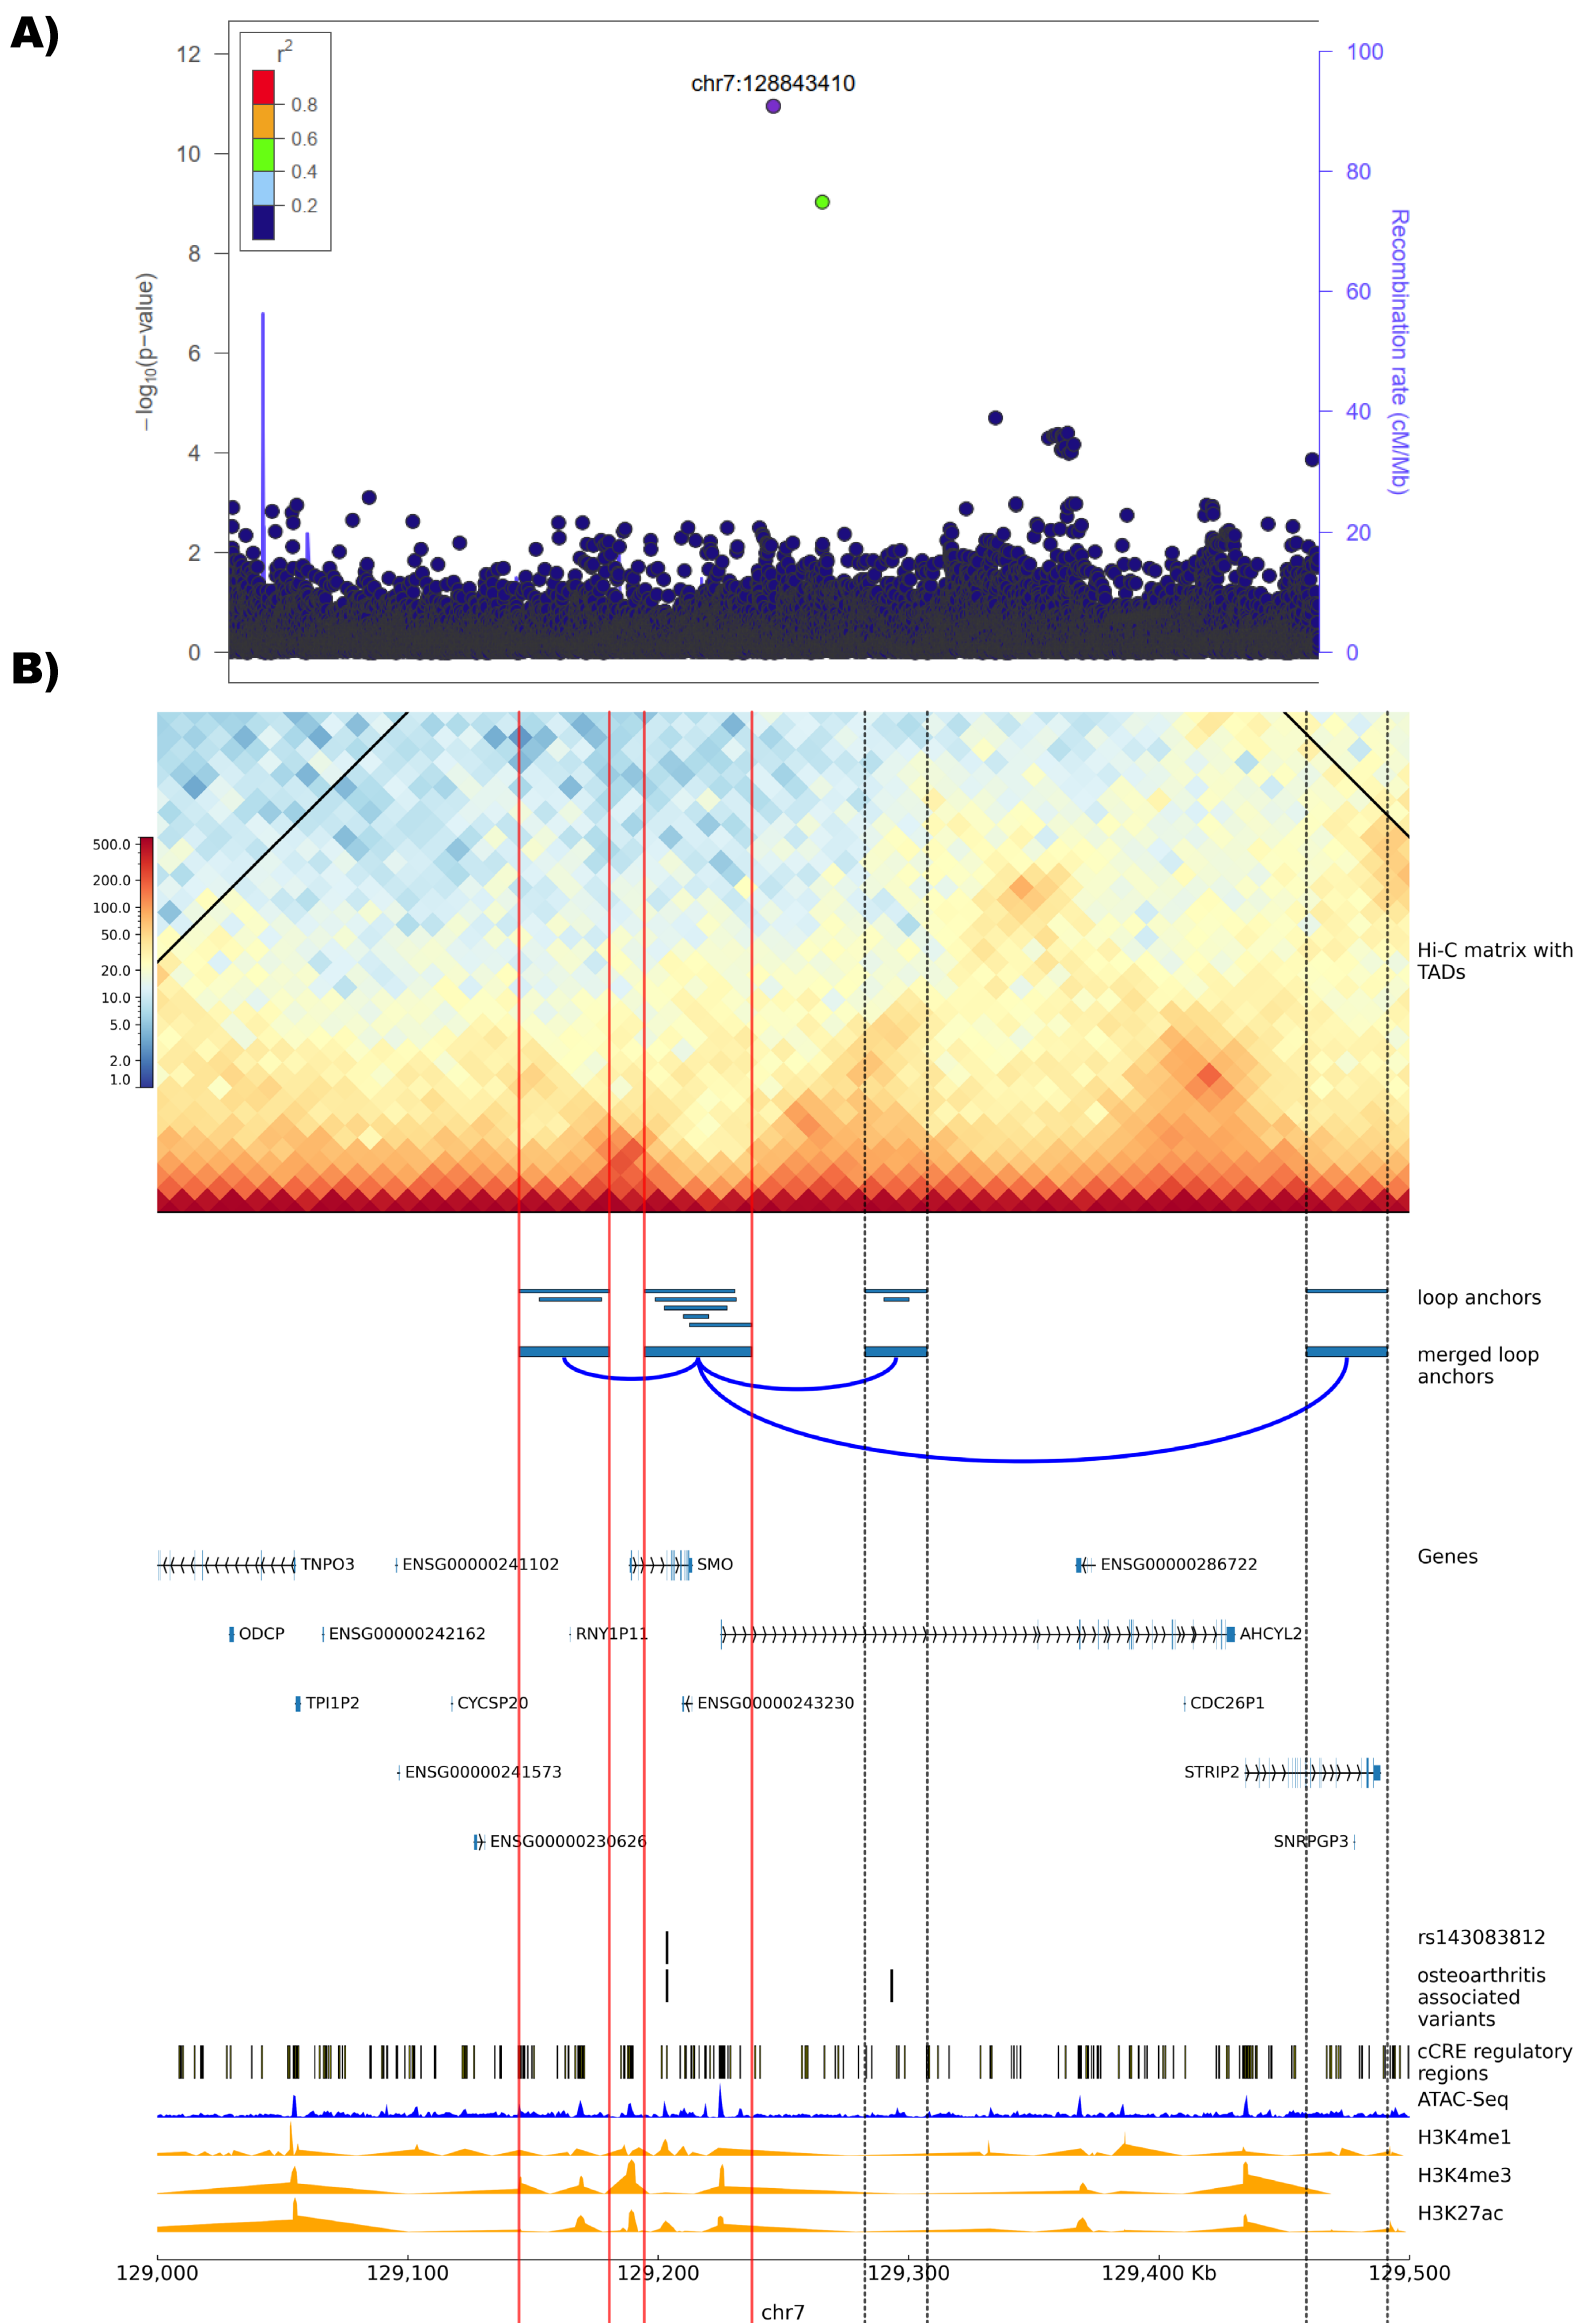 A)
r2
0.8
0.6
0.4
0.2
chr7:128843410
12
10
8
6
4
2
0
−log10(p−value)
100
80
60
40
20
0
Recombination rate (cM/Mb)
B)
500.0
200.0
100.0
50.0
20.0
10.0
5.0
2.0
1.0
Hi-C matrix with
TADs
loop anchors
merged loop
anchors
TNPO3 ENSG00000241102 SMO ENSG00000286722
Genes
ODCP ENSG00000242162 RNY1P11 AHCYL2
TPI1P2 CYCSP20 ENSG00000243230 CDC26P1
ENSG00000241573 STRIP2
ENSG00000230626 SNRPGP3
rs143083812
osteoarthritis
associated
variants
cCRE regulatory
regions
ATAC-Seq
H3K4me1
H3K4me3
H3K27ac
129,000 129,100 129,200 129,300 129,400 Kb 129,500
chr7